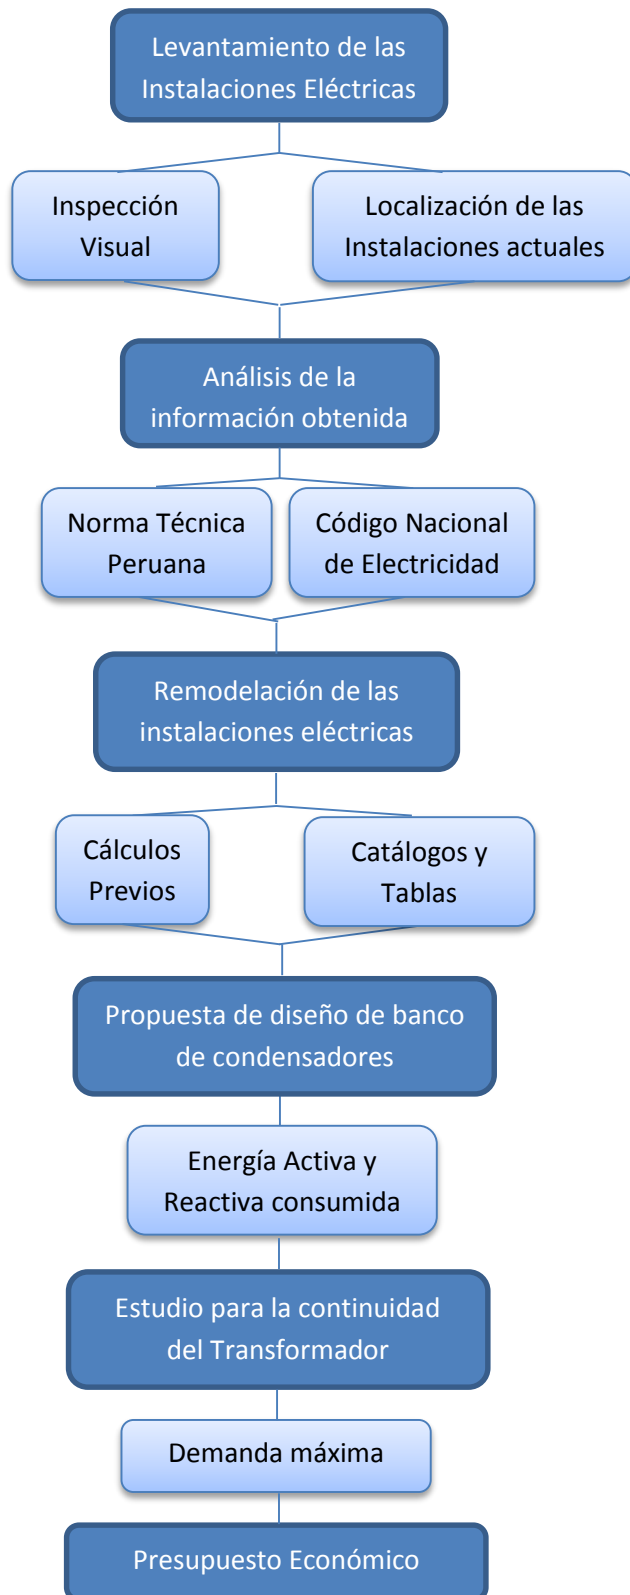 Levantamiento de las
Instalaciones Eléctricas
Inspección
Visual
Localización de las
Instalaciones actuales
Análisis de la
información obtenida
Norma Técnica
Peruana
Código Nacional
de Electricidad
Remodelación de las
instalaciones eléctricas
Cálculos
Previos
Catálogos y
Tablas
Propuesta de diseño de banco
de condensadores
Energía Activa y
Reactiva consumida
Estudio para la continuidad
del Transformador
Demanda máxima
Presupuesto Económico